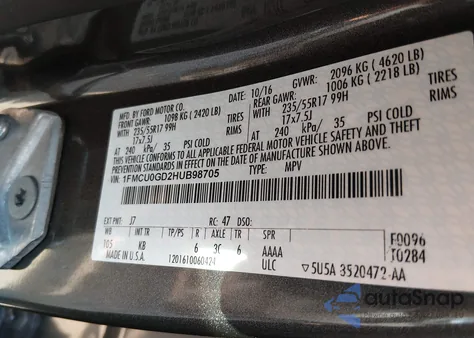 MFD. BY FORD MOTOR CO.
DATE: 10/16 GVWR: 2096 KG ( 4620 LB)
FRONT GAWR: 1098 KG ( 2420 LB) REAR GAWR: 1006 KG ( 2218 LB)
WITH 235/55R17 99H TIRES WITH 235/55R17 99H TIRES
17x7.5J RIMS 17x7.5J RIMS
AT 240 kPa/ 35 PSI COLD AT 240 kPa/ 35 PSI COLD
THIS VEHICLE CONFORMS TO ALL APPLICABLE FEDERAL MOTOR VEHICLE SAFETY AND THEFT
PREVENTION STANDARDS IN EFFECT ON THE DATE OF MANUFACTURE SHOWN ABOVE.
VIN: 1FMCU0GD2HUB98705
TYPE: MPV
EXT PNT: J7 RC: 47 DSO:
WB INT TR TP/PS R AXLE TR SPR
105 KB 6 3C 6 AAAA F0096
MADE IN U.S.A. ULC T0284
5U5A 3520472-AA
autoSnap